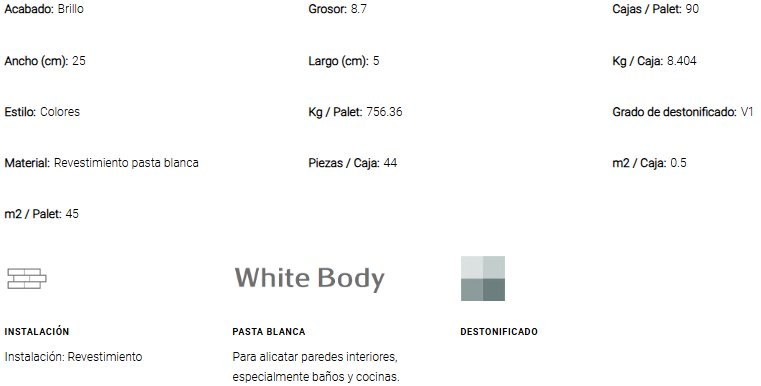 Acabado: Brillo
Grosor: 8.7
Cajas / Palet: 90
Ancho (cm): 25
Largo (cm): 5
Kg / Caja: 8.404
Estilo: Colores
Kg / Palet: 756.36
Grado de destonificado: V1
Material: Revestimiento pasta blanca
Piezas / Caja: 44
m2 / Caja: 0.5
m2 / Palet: 45
White Body
INSTALACIÓN
PASTA BLANCA
DESTONIFICADO
Instalación: Revestimiento
Para alicatar paredes interiores,
especialmente baños y cocinas.